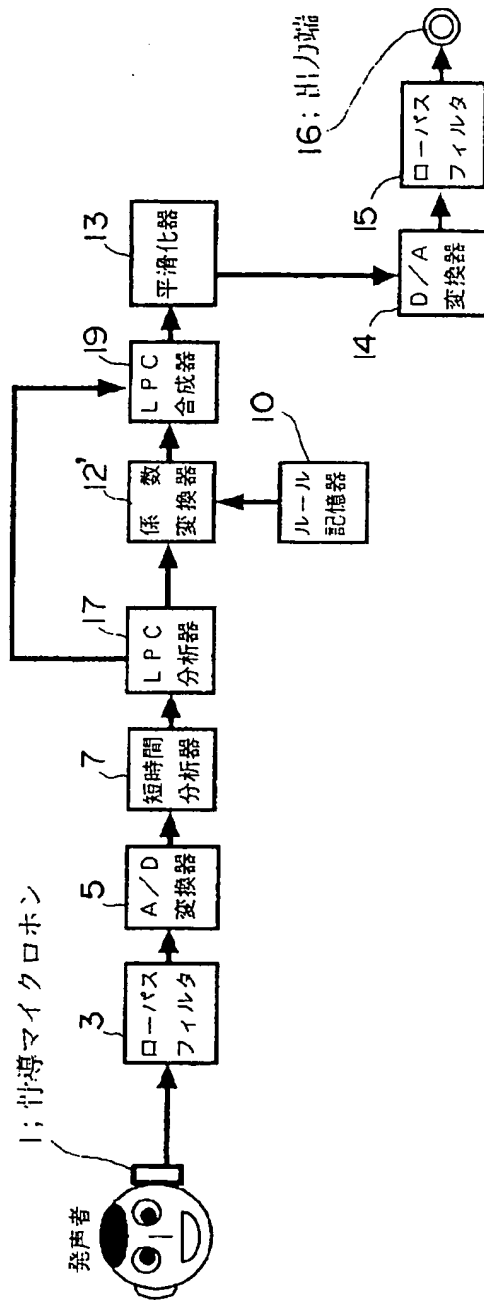 発声者
1; 骨導マイクロホン
3
ローパス
フィルタ
5
A/D
変換器
7
短時間
分析器
17
LPC
分析器
12'
係数
変換器
10
ルール
記憶器
19
LPC
合成器
13
平滑化器
14
D/A
変換器
15
ローパス
フィルタ
16; 出力端